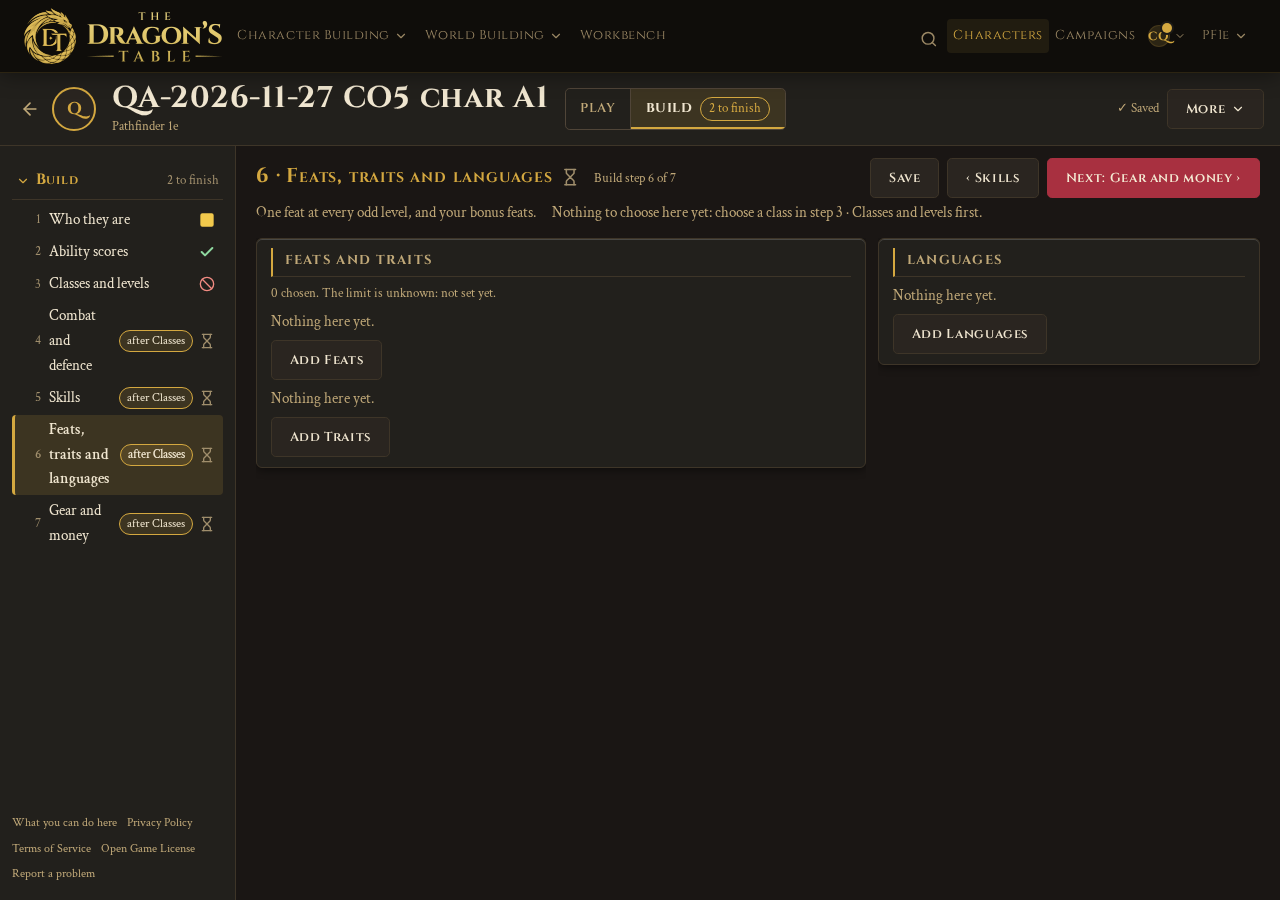 THE
DRAGON'S
TABLE
DT
CHARACTER BUILDING
WORLD BUILDING
WORKBENCH
CHARACTERS
CAMPAIGNS
CQ
PF1E
Q
QA-2026-11-27 CO5 CHAR A1
Pathfinder 1e
PLAY
BUILD 2 to finish
✓ Saved
MORE
BUILD 2 to finish
1 Who they are
2 Ability scores
3 Classes and levels
4 Combat and defence after Classes
5 Skills after Classes
6 Feats, traits and languages after Classes
7 Gear and money after Classes
What you can do here Privacy Policy
Terms of Service Open Game License
Report a problem
6 · Feats, traits and languages Build step 6 of 7
SAVE
‹ SKILLS
NEXT: GEAR AND MONEY ›
One feat at every odd level, and your bonus feats. Nothing to choose here yet: choose a class in step 3 · Classes and levels first.
FEATS AND TRAITS
0 chosen. The limit is unknown: not set yet.
Nothing here yet.
ADD FEATS
Nothing here yet.
ADD TRAITS
LANGUAGES
Nothing here yet.
ADD LANGUAGES